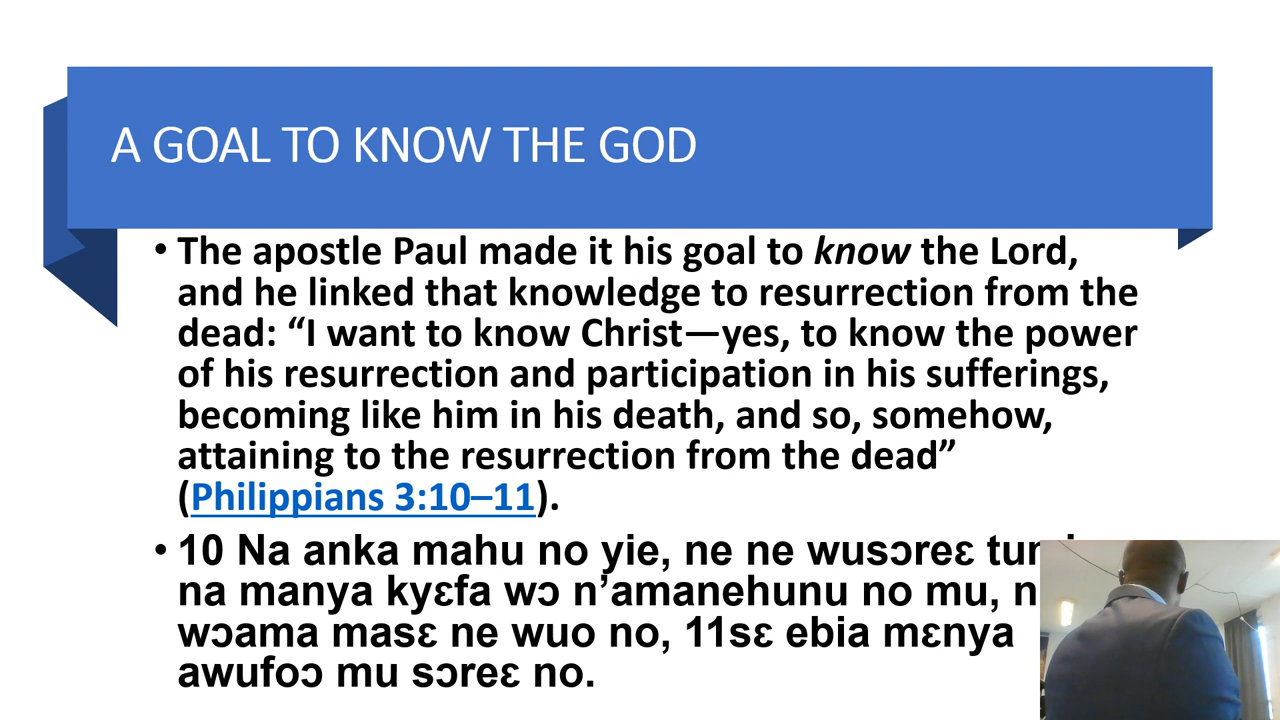 A GOAL TO KNOW THE GOD
• The apostle Paul made it his goal to know the Lord,
and he linked that knowledge to resurrection from the
dead: “I want to know Christ—yes, to know the power
of his resurrection and participation in his sufferings,
becoming like him in his death, and so, somehow,
attaining to the resurrection from the dead”
(Philippians 3:10–11).
• 10 Na anka mahu no yie, ne ne wusɔreɛ
na manya kyɛfa wɔ n’amanehunu no mu,
wɔama masɛ ne wuo no, 11sɛ ebia mɛnya
awufoɔ mu sɔreɛ no.